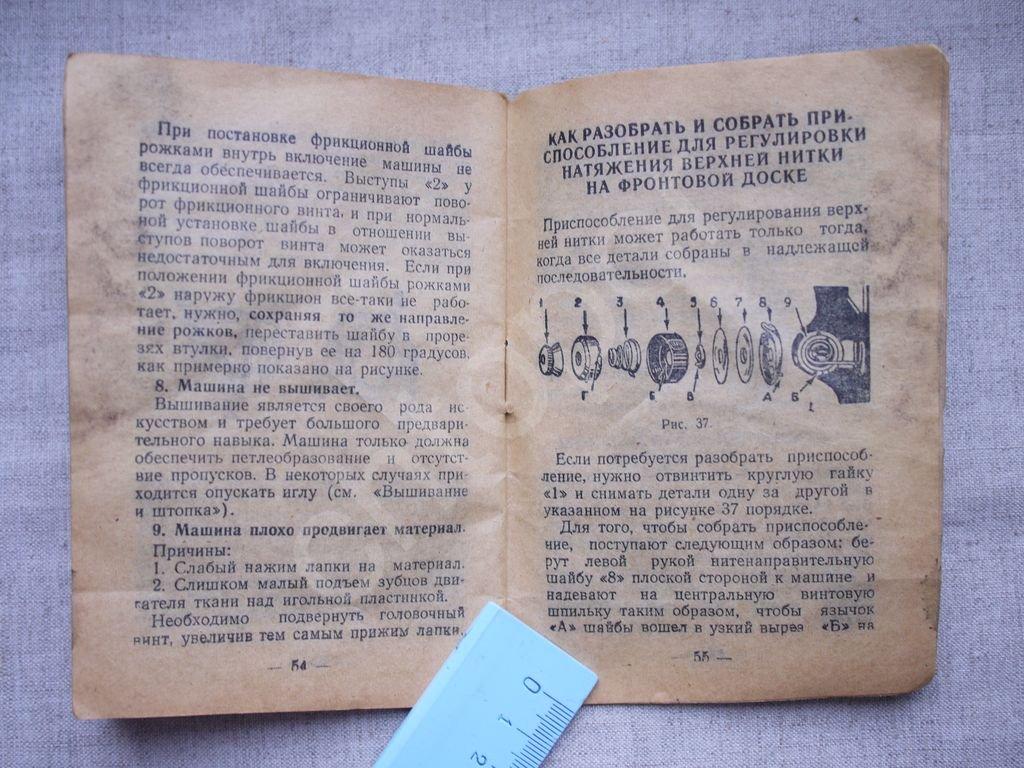 При постановке фрикционной шайбы
рожками внутрь включение машины не
всегда обеспечивается. Выступы «2» у
фрикционной шайбы ограничивают пово-
рот фрикционного винта, и при нормаль-
ной установке шайбы в отношении вы-
ступов поворот винта может оказаться
недостаточным для включения. Если при
положении фрикционной шайбы рожками
«2» наружу фрикцион все-таки не рабо-
тает, нужно, сохраняя то же направле-
ние рожков, переставить шайбу в проре-
зях втулки, повернув ее на 180 градусов,
как примерно показано на рисунке.
8. Машина не вышивает.
Вышивание является своего рода ис-
кусством и требует большого предвари-
тельного навыка. Машина только должна
обеспечить петлеобразование и отсутст-
вие пропусков. В некоторых случаях при-
ходится опускать иглу (см. «Вышивание
и штопка»).
9. Машина плохо продвигает материал.
Причины:
1. Слабый нажим лапки на материал.
2. Слишком малый подъем зубцов дви-
гателя ткани над игольной пластинкой.
Необходимо подвернуть головочный
винт, увеличив тем самым прижим лапки.
— 54 —
КАК РАЗОБРАТЬ И СОБРАТЬ ПРИ-
СПОСОБЛЕНИЕ ДЛЯ РЕГУЛИРОВКИ
НАТЯЖЕНИЯ ВЕРХНЕЙ НИТКИ
НА ФРОНТОВОЙ ДОСКЕ
Приспособление для регулирования верх-
ней нитки может работать только тогда,
когда все детали собраны в надлежащей
последовательности.
1 2 3 4 5 6 7 8 9
Г Б В А Б
Рис. 37.
Если потребуется разобрать приспособ-
ление, нужно отвинтить круглую гайку
«1» и снимать детали одну за другой в
указанном на рисунке 37 порядке.
Для того, чтобы собрать приспособле-
ние, поступают следующим образом: бе-
рут левой рукой нитенаправительную
шайбу «8» плоской стороной к машине и
надевают на центральную винтовую
шпильку таким образом, чтобы язычок
«А» шайбы вошел в узкий вырез «Б» на
— 55 —
0
1
2